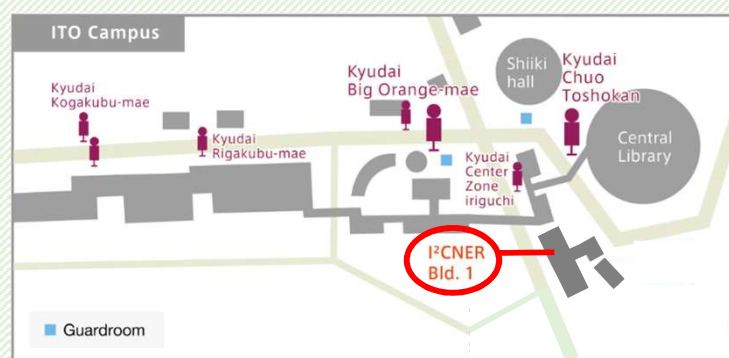 ITO Campus
Kyudai
Kogakubu-mae
Kyudai
Rigakubu-mae
Kyudai
Big Orange-mae
Shiiki
hall
Kyudai
Chuo
Toshokan
Central
Library
Kyudai
Center
Zone
iriguchi
I²CNER
Bld. 1
Guardroom